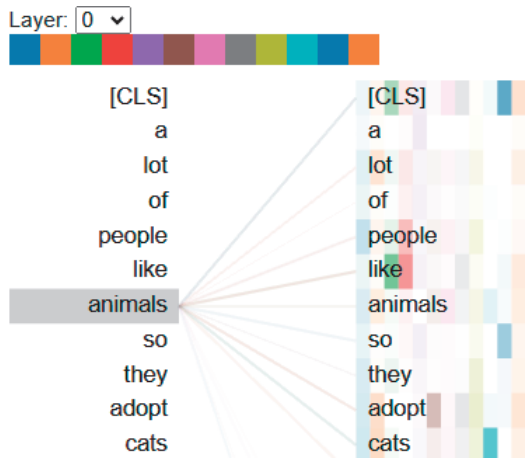 Layer: 0
[CLS] [CLS]
a a
lot lot
of of
people people
like like
animals animals
so so
they they
adopt adopt
cats cats